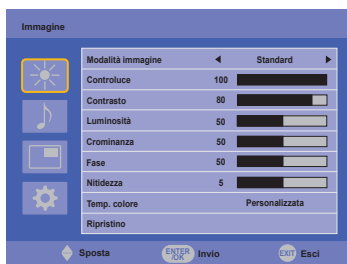 Immagine
Modalità immagine Standard
Controluce 100
Contrasto 80
Luminosità 50
Crominanza 50
Fase 50
Nitidezza 5
Temp. colore Personalizzata
Ripristino
Sposta ENTER /OK Invio EXIT Esci